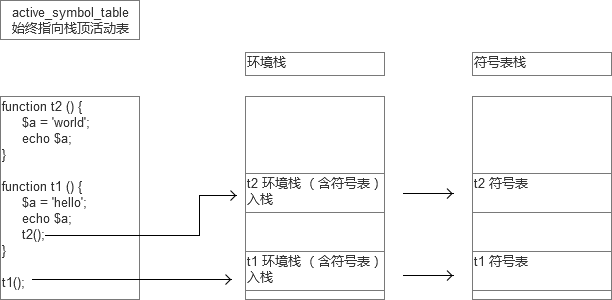 active_symbol_table
始终指向栈顶活动表
环境栈
符号表栈
function t2 () {
$a = 'world';
echo $a;
}
function t1 () {
$a = 'hello';
echo $a;
t2();
}
t1();
t2 环境栈 （含符号表）
入栈
t1 环境栈 （含符号表）
入栈
t2 符号表
t1 符号表